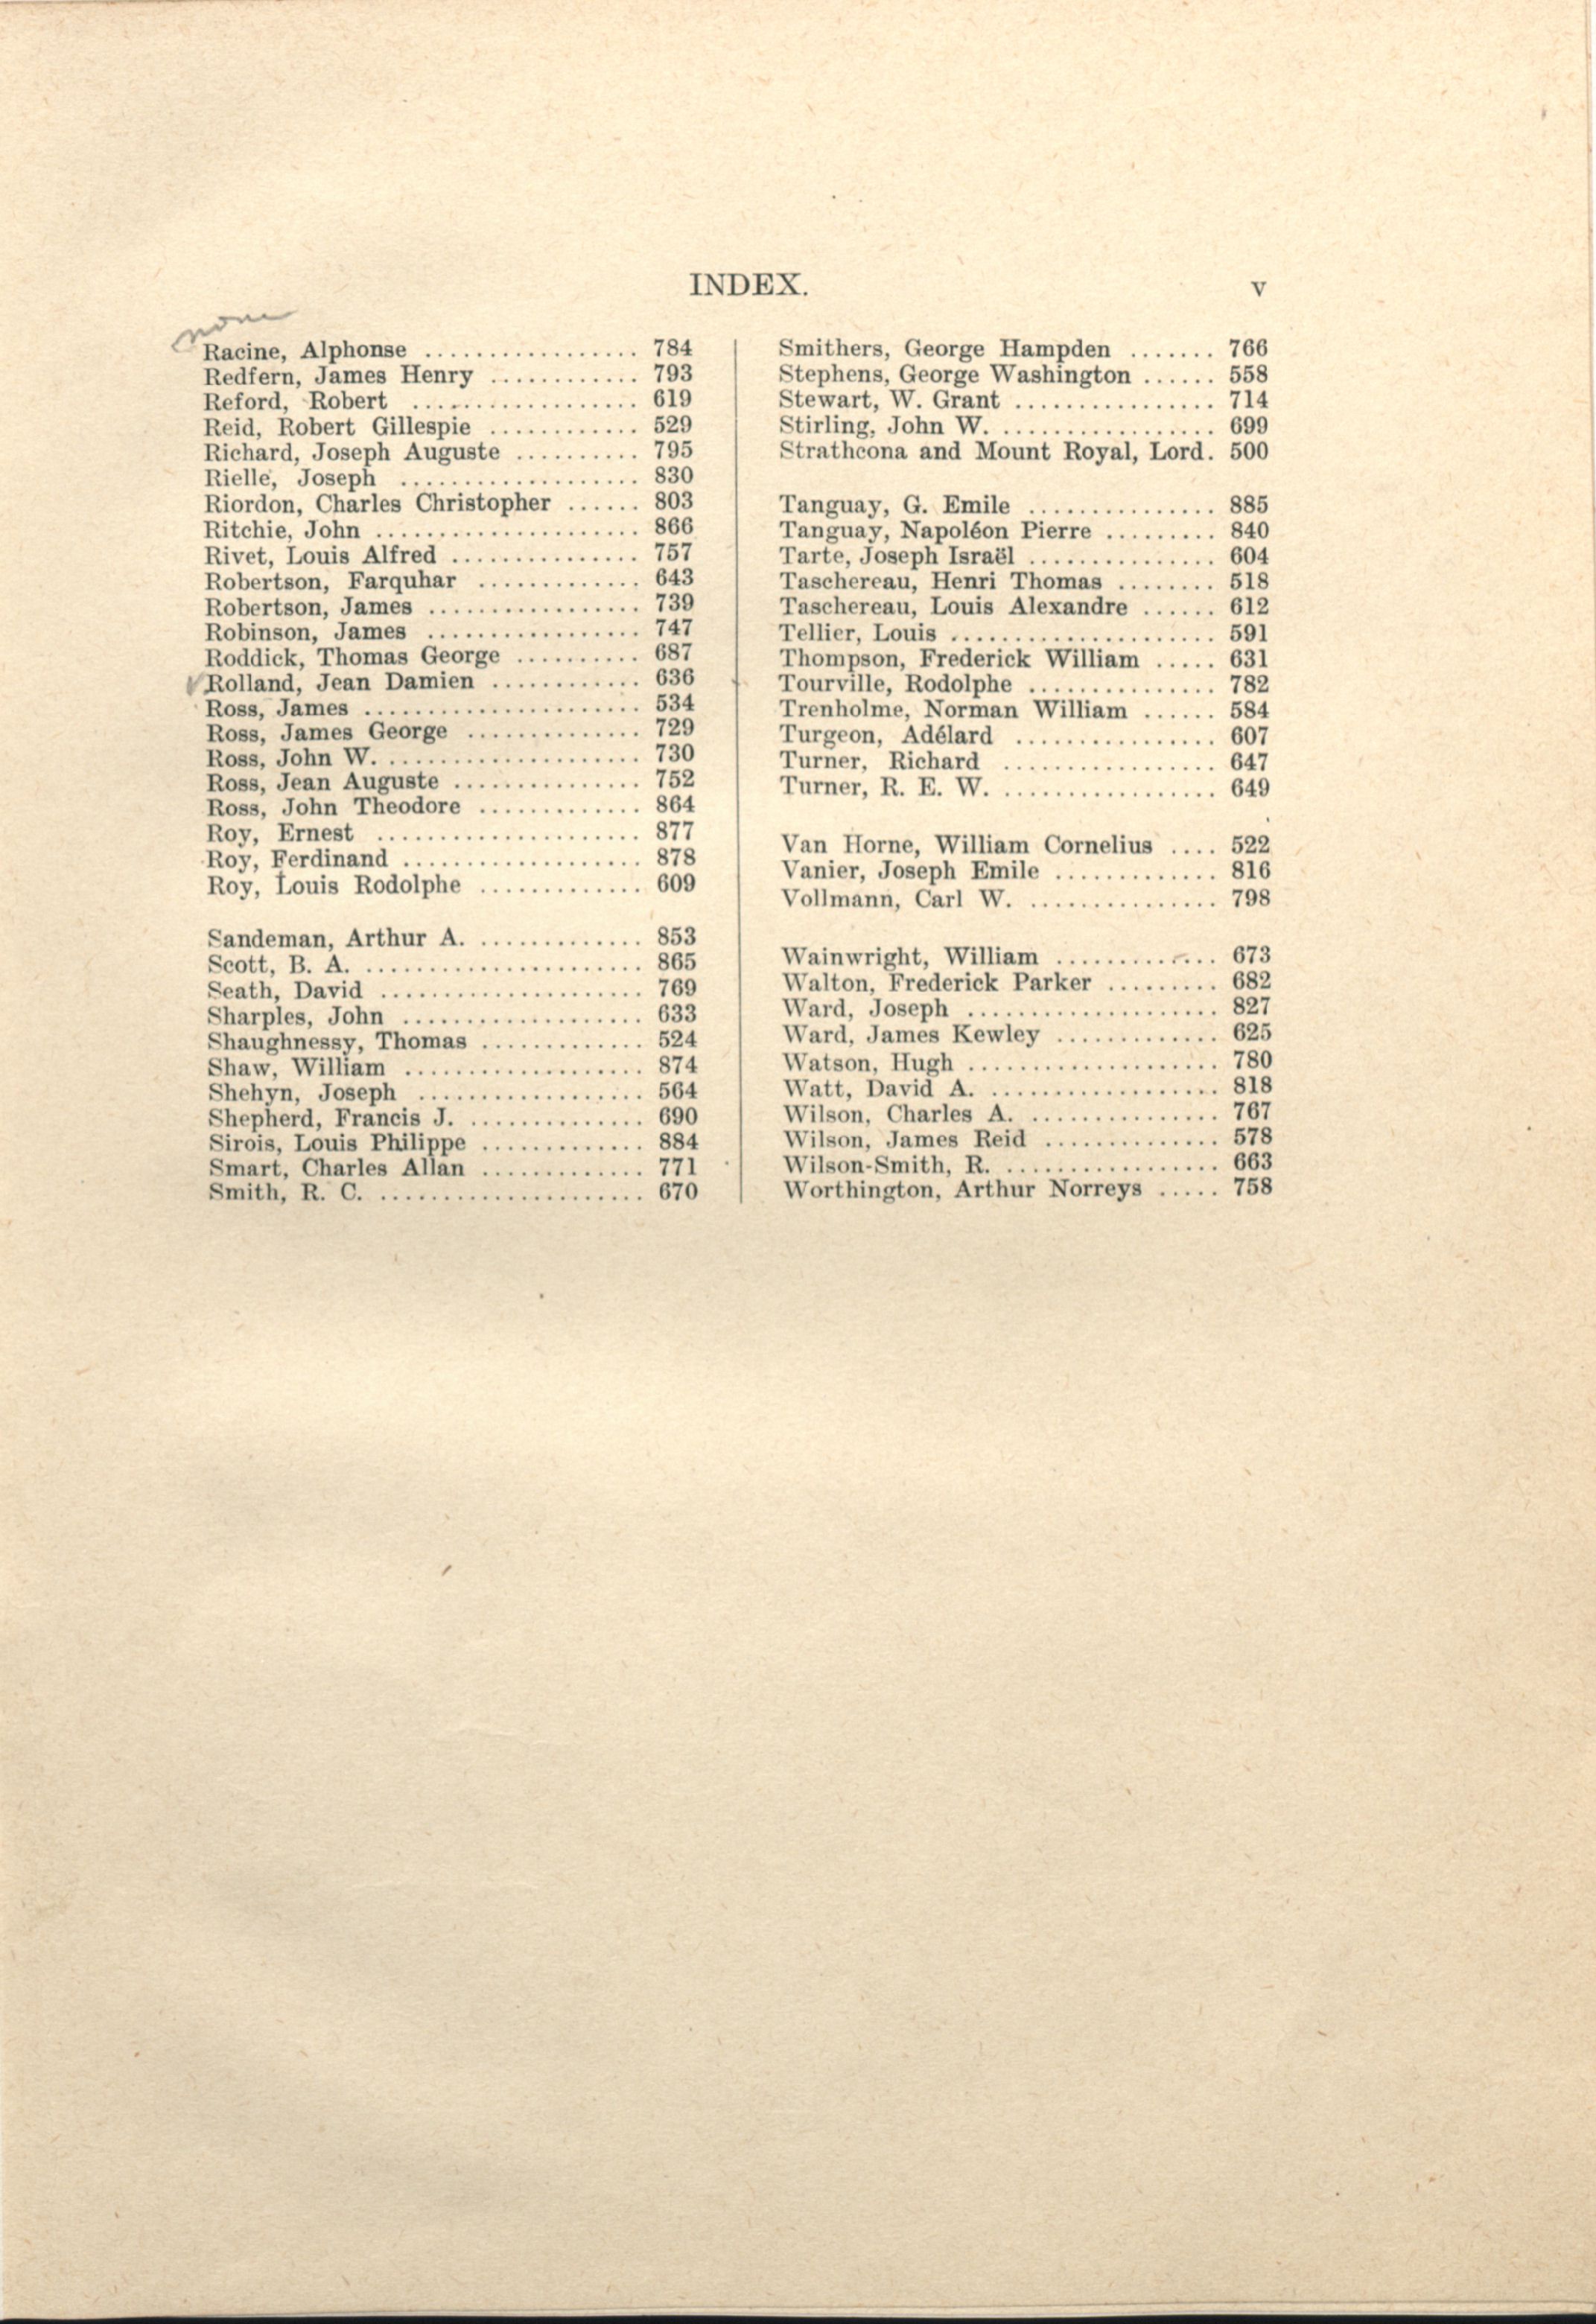 INDEX. v
Racine, Alphonse ................. 784
Redfern, James Henry ............ 793
Reford, Robert .................. 619
Reid, Robert Gillespie ............ 529
Richard, Joseph Auguste .......... 795
Rielle, Joseph ................... 830
Riordon, Charles Christopher ...... 803
Ritchie, John ..................... 866
Rivet, Louis Alfred ............... 757
Robertson, Farquhar ............. 643
Robertson, James ................. 739
Robinson, James ................. 747
Roddick, Thomas George .......... 687
Rolland, Jean Damien ............ 636
Ross, James ...................... 534
Ross, James George .............. 729
Ross, John W. .................... 730
Ross, Jean Auguste ............... 752
Ross, John Theodore ............. 864
Roy, Ernest ..................... 877
Roy, Ferdinand ................... 878
Roy, Louis Rodolphe ............. 609
Sandeman, Arthur A. ............. 853
Scott, B. A. ...................... 865
Seath, David ..................... 769
Sharples, John ................... 633
Shaughnessy, Thomas ............. 524
Shaw, William ................... 874
Shehyn, Joseph .................. 564
Shepherd, Francis J. .............. 690
Sirois, Louis Philippe ............. 884
Smart, Charles Allan ............. 771
Smith, R. C. ..................... 670
Smithers, George Hampden ....... 766
Stephens, George Washington ...... 558
Stewart, W. Grant ................ 714
Stirling, John W. ................. 699
Strathcona and Mount Royal, Lord. 500
Tanguay, G. Emile ............... 885
Tanguay, Napoléon Pierre ......... 840
Tarte, Joseph Israël ............... 604
Taschereau, Henri Thomas ........ 518
Taschereau, Louis Alexandre ...... 612
Tellier, Louis ..................... 591
Thompson, Frederick William ..... 631
Tourville, Rodolphe ............... 782
Trenholme, Norman William ...... 584
Turgeon, Adélard ................ 607
Turner, Richard ................. 647
Turner, R. E. W. ................. 649
Van Horne, William Cornelius .... 522
Vanier, Joseph Emile ............. 816
Vollmann, Carl W. ............... 798
Wainwright, William ............. 673
Walton, Frederick Parker ......... 682
Ward, Joseph .................... 827
Ward, James Kewley ............. 625
Watson, Hugh .................... 780
Watt, David A. .................. 818
Wilson, Charles A. ............... 767
Wilson, James Reid .............. 578
Wilson-Smith, R. ................. 663
Worthington, Arthur Norreys ..... 758